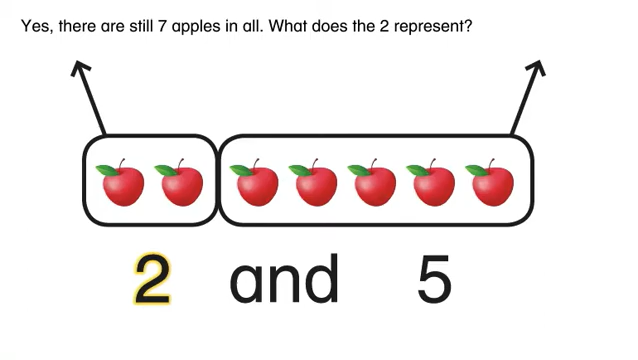 Yes, there are still 7 apples in all. What does the 2 represent?
2 and 5